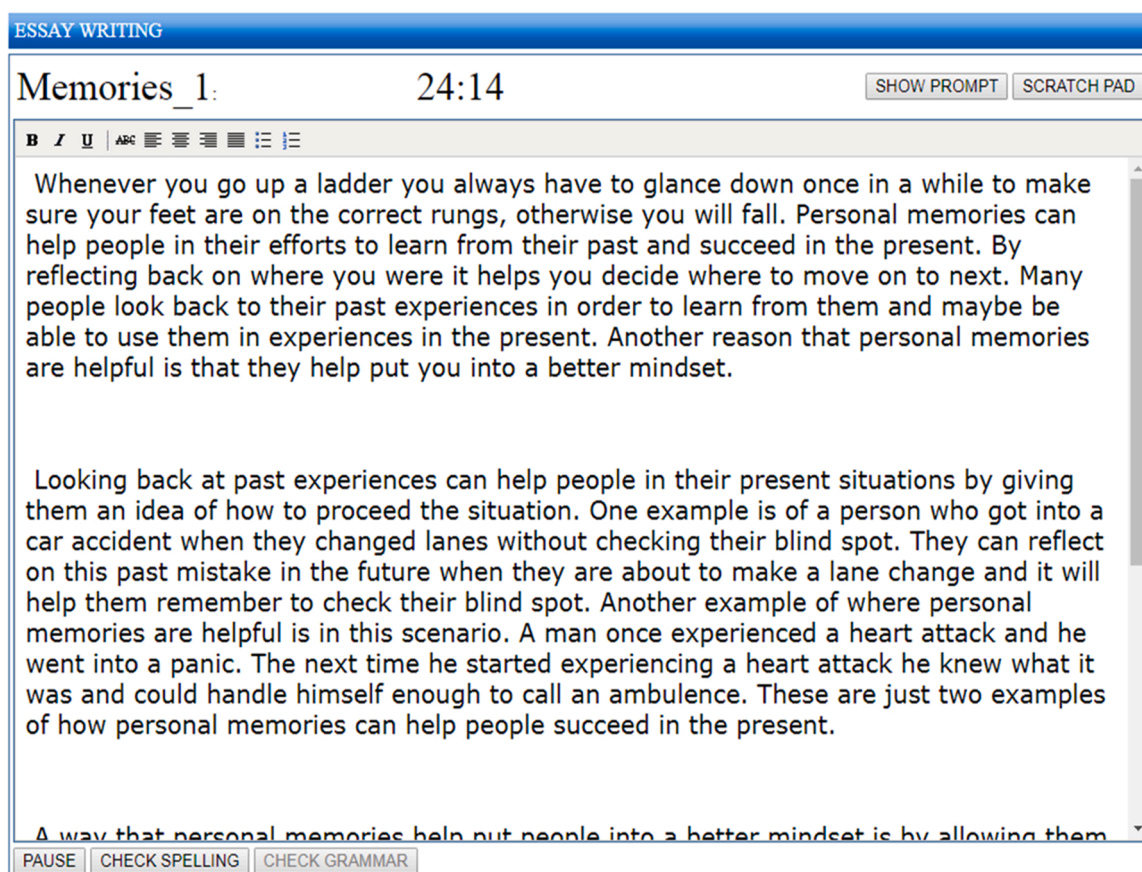 ESSAY WRITING
Memories_1: 24:14 SHOW PROMPT SCRATCH PAD
B I U ABC
Whenever you go up a ladder you always have to glance down once in a while to make
sure your feet are on the correct rungs, otherwise you will fall. Personal memories can
help people in their efforts to learn from their past and succeed in the present. By
reflecting back on where you were it helps you decide where to move on to next. Many
people look back to their past experiences in order to learn from them and maybe be
able to use them in experiences in the present. Another reason that personal memories
are helpful is that they help put you into a better mindset.
Looking back at past experiences can help people in their present situations by giving
them an idea of how to proceed the situation. One example is of a person who got into a
car accident when they changed lanes without checking their blind spot. They can reflect
on this past mistake in the future when they are about to make a lane change and it will
help them remember to check their blind spot. Another example of where personal
memories are helpful is in this scenario. A man once experienced a heart attack and he
went into a panic. The next time he started experiencing a heart attack he knew what it
was and could handle himself enough to call an ambulence. These are just two examples
of how personal memories can help people succeed in the present.
A way that personal memories help put people into a better mindset is by allowing them
PAUSE CHECK SPELLING CHECK GRAMMAR